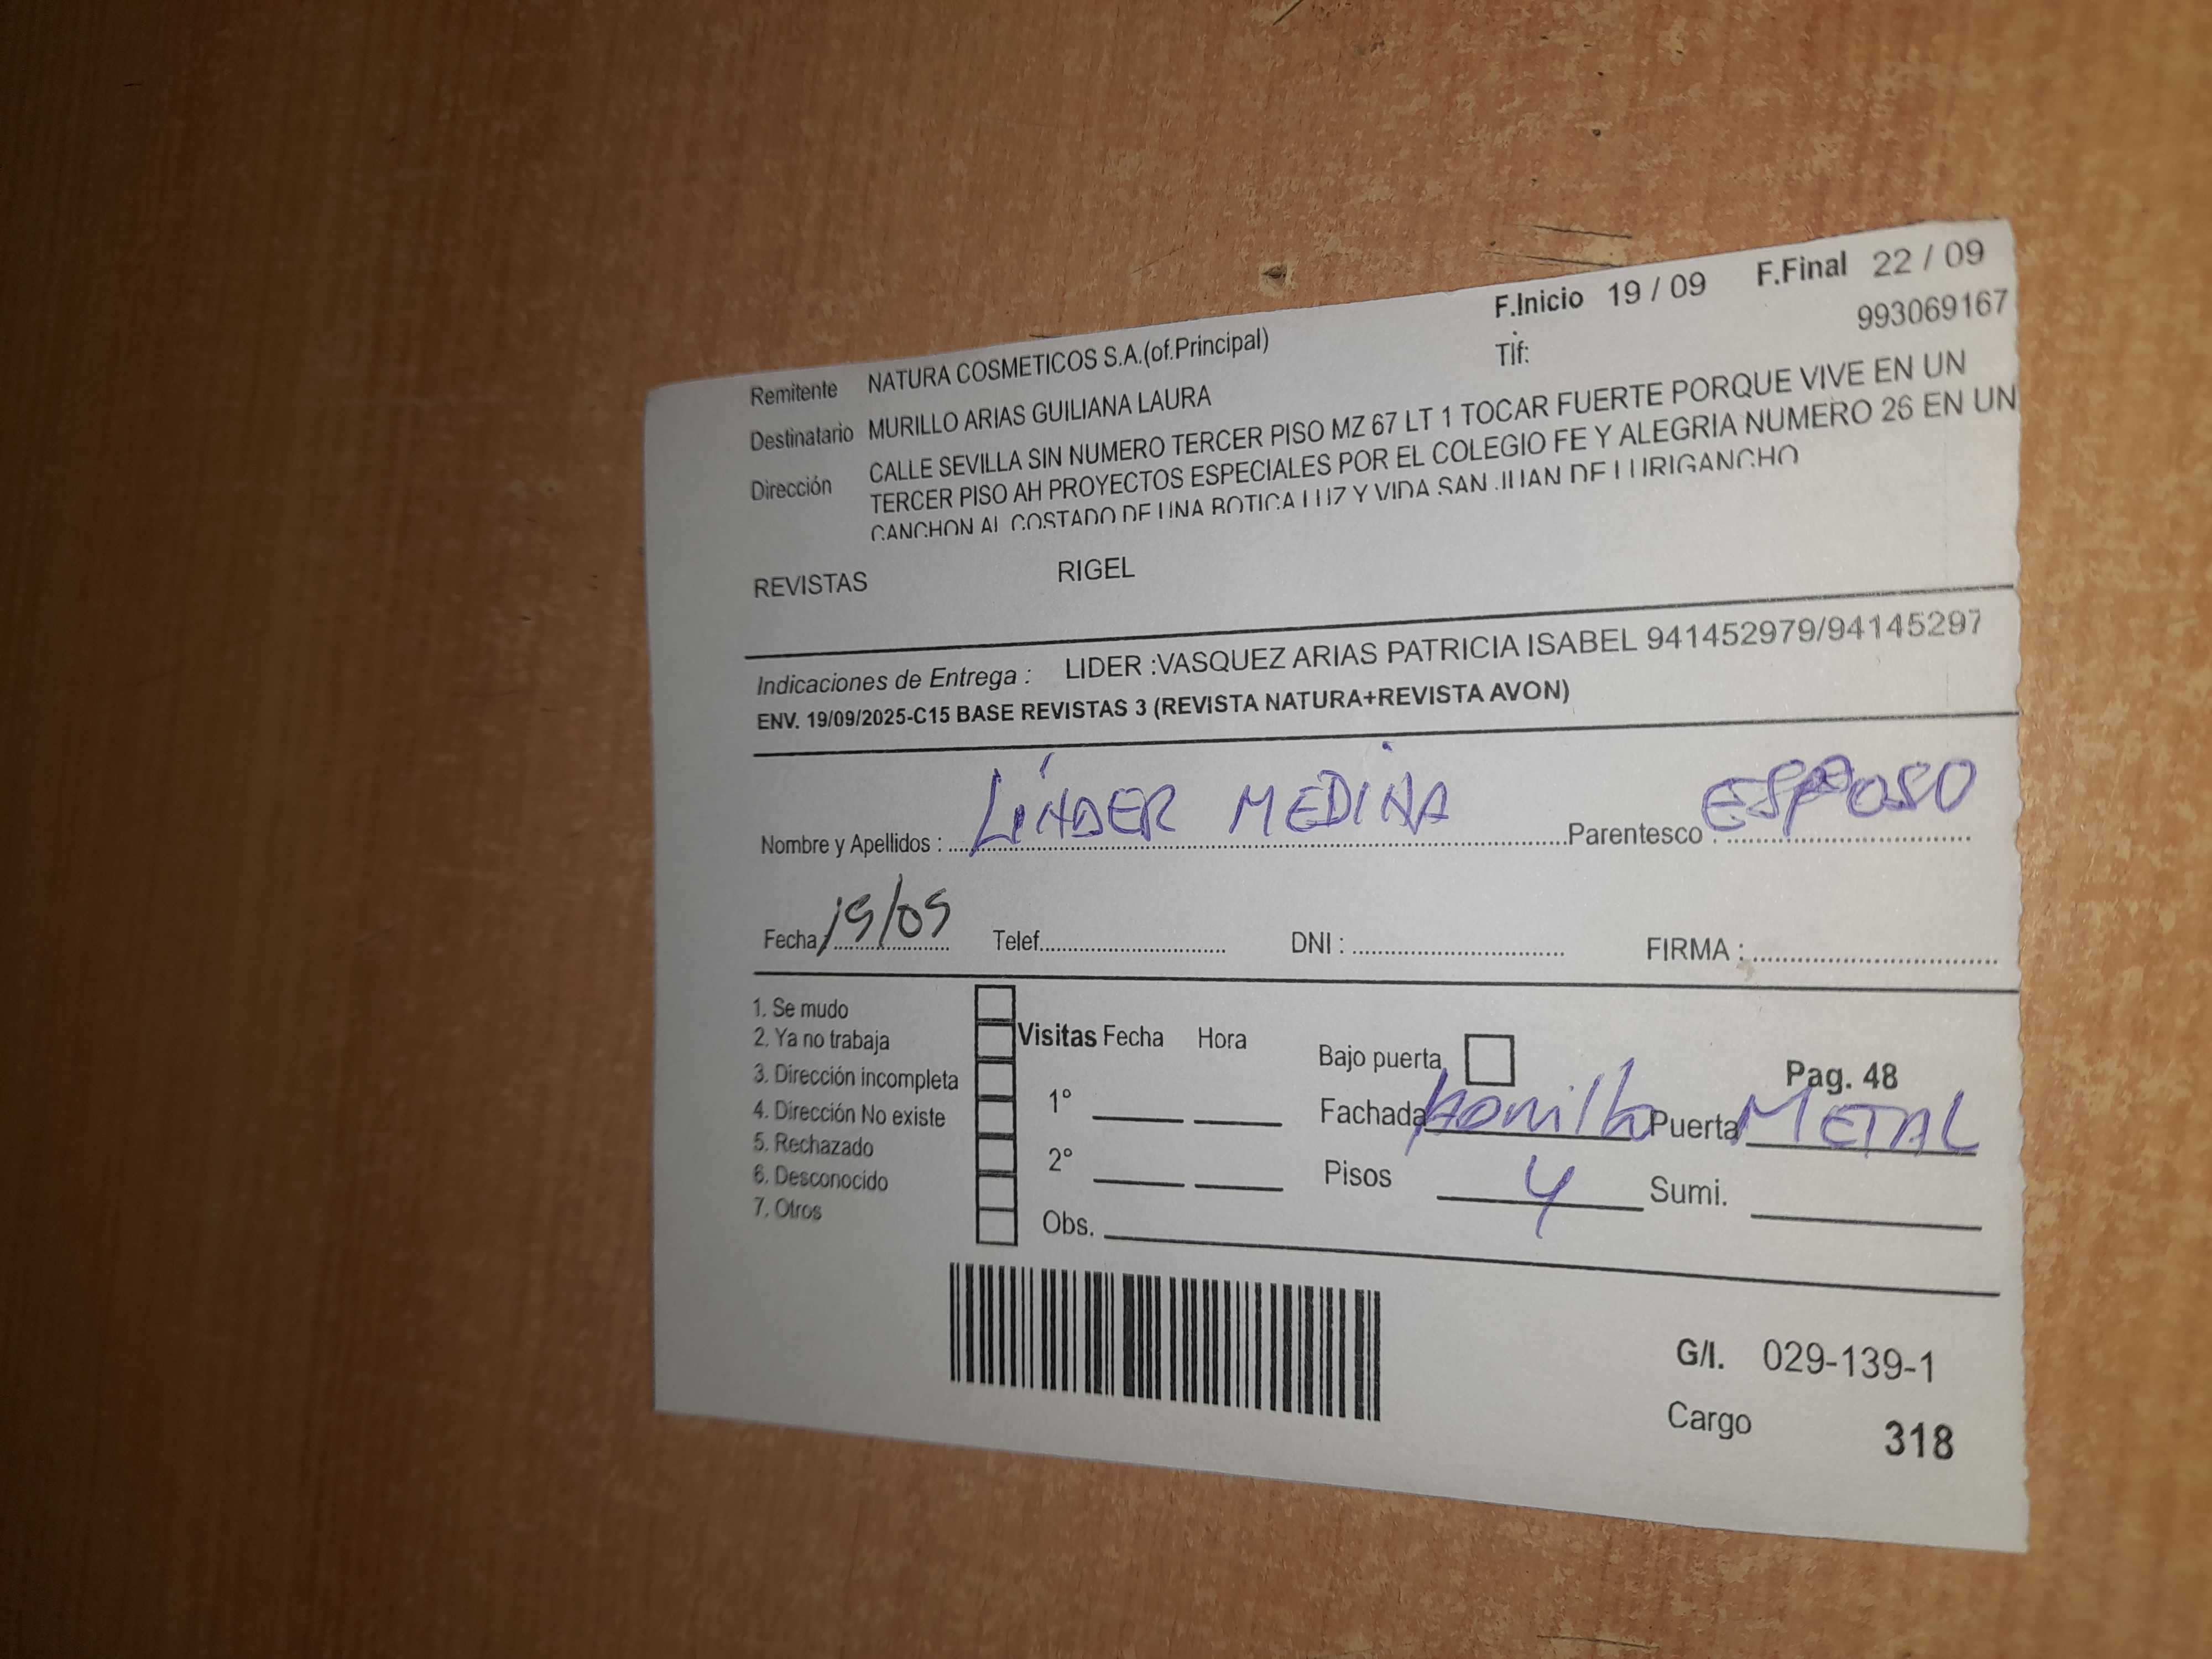 F.Inicio 19 / 09 F.Final 22 / 09
Remitente NATURA COSMETICOS S.A.(of.Principal) Tlf: 993069167
Destinatario MURILLO ARIAS GUILIANA LAURA
Dirección CALLE SEVILLA SIN NUMERO TERCER PISO MZ 67 LT 1 TOCAR FUERTE PORQUE VIVE EN UN
TERCER PISO AH PROYECTOS ESPECIALES POR EL COLEGIO FE Y ALEGRIA NUMERO 26 EN UN
CANCHON AL COSTADO DE UNA BOTICA LUZ Y VIDA SAN JUAN DE LURIGANCHO
REVISTAS RIGEL
Indicaciones de Entrega : LIDER :VASQUEZ ARIAS PATRICIA ISABEL 941452979/94145297
ENV. 19/09/2025-C15 BASE REVISTAS 3 (REVISTA NATURA+REVISTA AVON)
Nombre y Apellidos : LINDER MEDINA Parentesco : ESPOSO
Fecha 19/09 Telef. DNI : FIRMA :
1. Se mudo
2. Ya no trabaja
3. Dirección incompleta
4. Dirección No existe
5. Rechazado
6. Desconocido
7. Otros
Visitas Fecha Hora
1°
2°
Obs.
Bajo puerta Pag. 48
Fachada Puerta METAL
Pisos 4 Sumi.
G/I. 029-139-1
Cargo 318